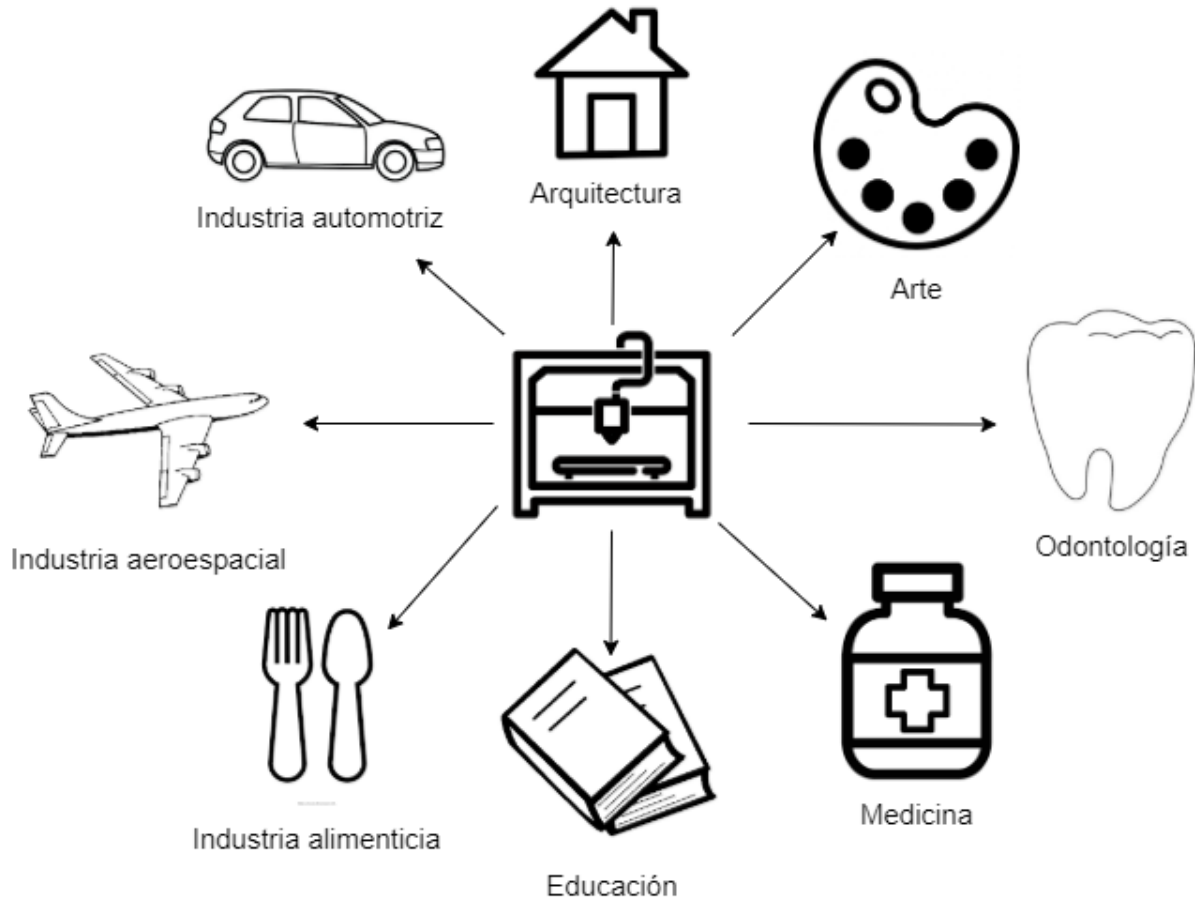 Arquitectura
Industria automotriz
Arte
Odontología
Industria aeroespacial
Medicina
Industria alimenticia
Educación